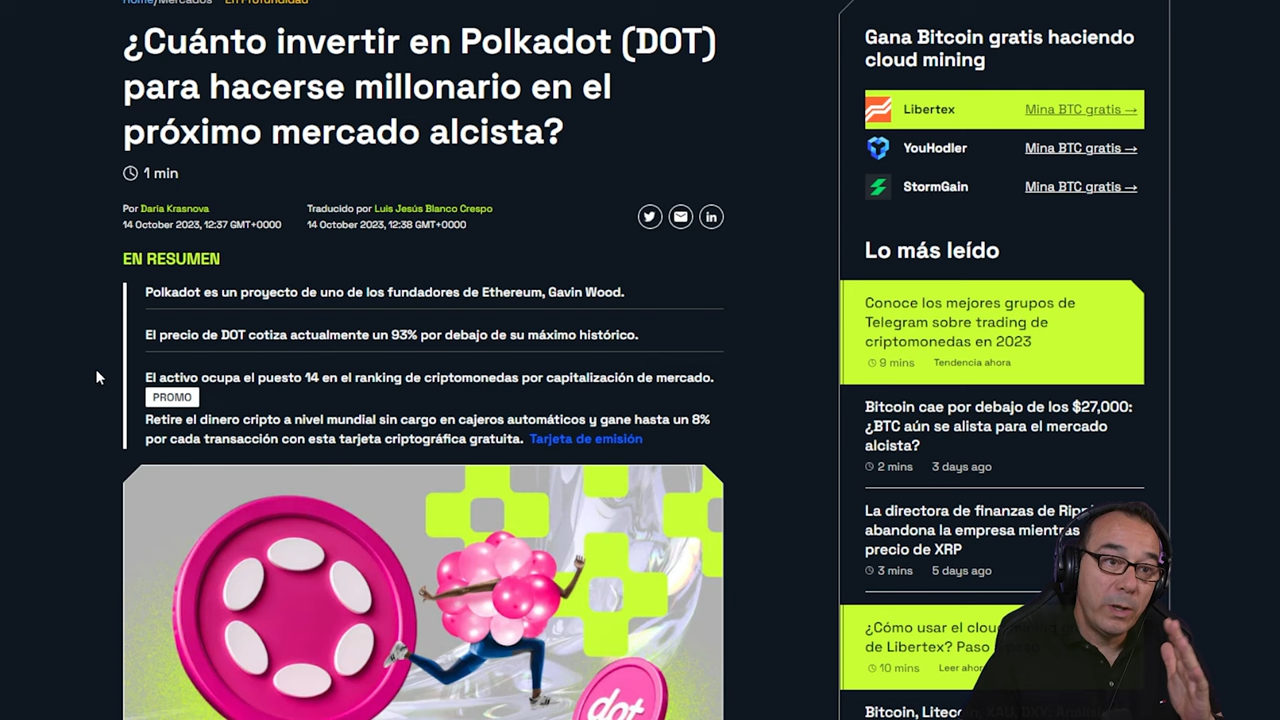 Home/Mercados En Profundidad
¿Cuánto invertir en Polkadot (DOT)
para hacerse millonario en el
próximo mercado alcista?
1 min
Por Daria Krasnova
14 October 2023, 12:37 GMT+0000
Traducido por Luis Jesús Blanco Crespo
14 October 2023, 12:38 GMT+0000
in
EN RESUMEN
Polkadot es un proyecto de uno de los fundadores de Ethereum, Gavin Wood.
El precio de DOT cotiza actualmente un 93% por debajo de su máximo histórico.
El activo ocupa el puesto 14 en el ranking de criptomonedas por capitalización de mercado.
PROMO
Retire el dinero cripto a nivel mundial sin cargo en cajeros automáticos y gane hasta un 8%
por cada transacción con esta tarjeta criptográfica gratuita. Tarjeta de emisión
dot
Gana Bitcoin gratis haciendo
cloud mining
Libertex Mina BTC gratis →
YouHodler Mina BTC gratis →
StormGain Mina BTC gratis →
Lo más leído
Conoce los mejores grupos de
Telegram sobre trading de
criptomonedas en 2023
9 mins Tendencia ahora
Bitcoin cae por debajo de los $27,000:
¿BTC aún se alista para el mercado
alcista?
2 mins 3 days ago
La directora de finanzas de
abandona la empresa mientras
precio de XRP
3 mins 5 days ago
¿Cómo usar el cloud
de Libertex? Paso
10 mins Leer ahora
Bitcoin,